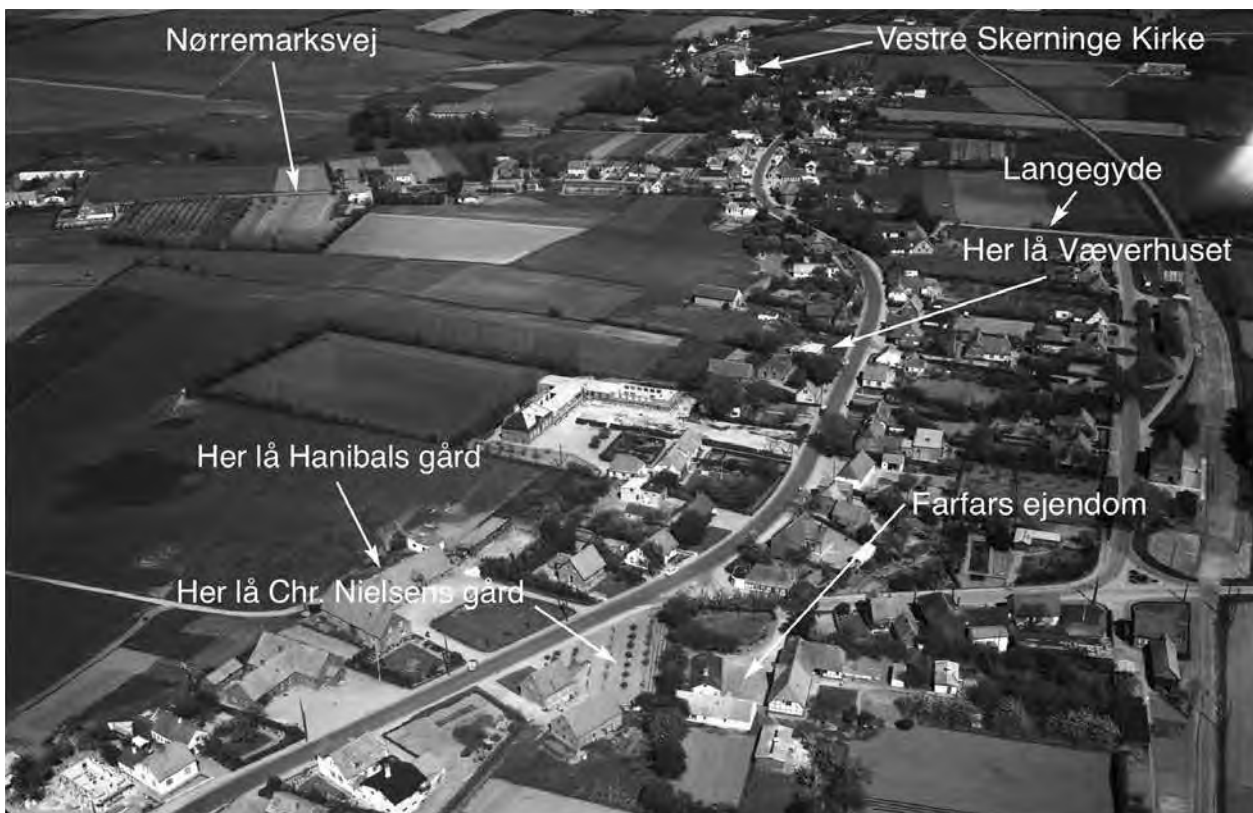 Nørremarksvej
Vestre Skerninge Kirke
Langegyde
Her lå Væverhuset
Her lå Hanibals gård
Farfars ejendom
Her lå Chr. Nielsens gård